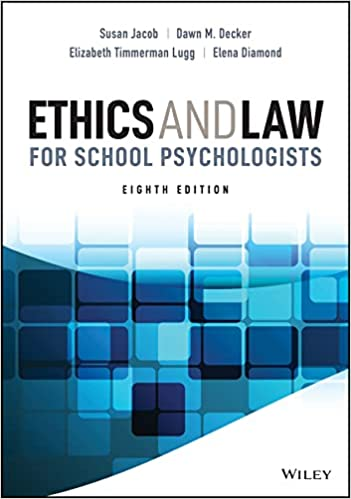 Susan Jacob | Dawn M. Decker
Elizabeth Timmerman Lugg | Elena Diamond
ETHICS AND LAW
FOR SCHOOL PSYCHOLOGISTS
EIGHTH EDITION
WILEY